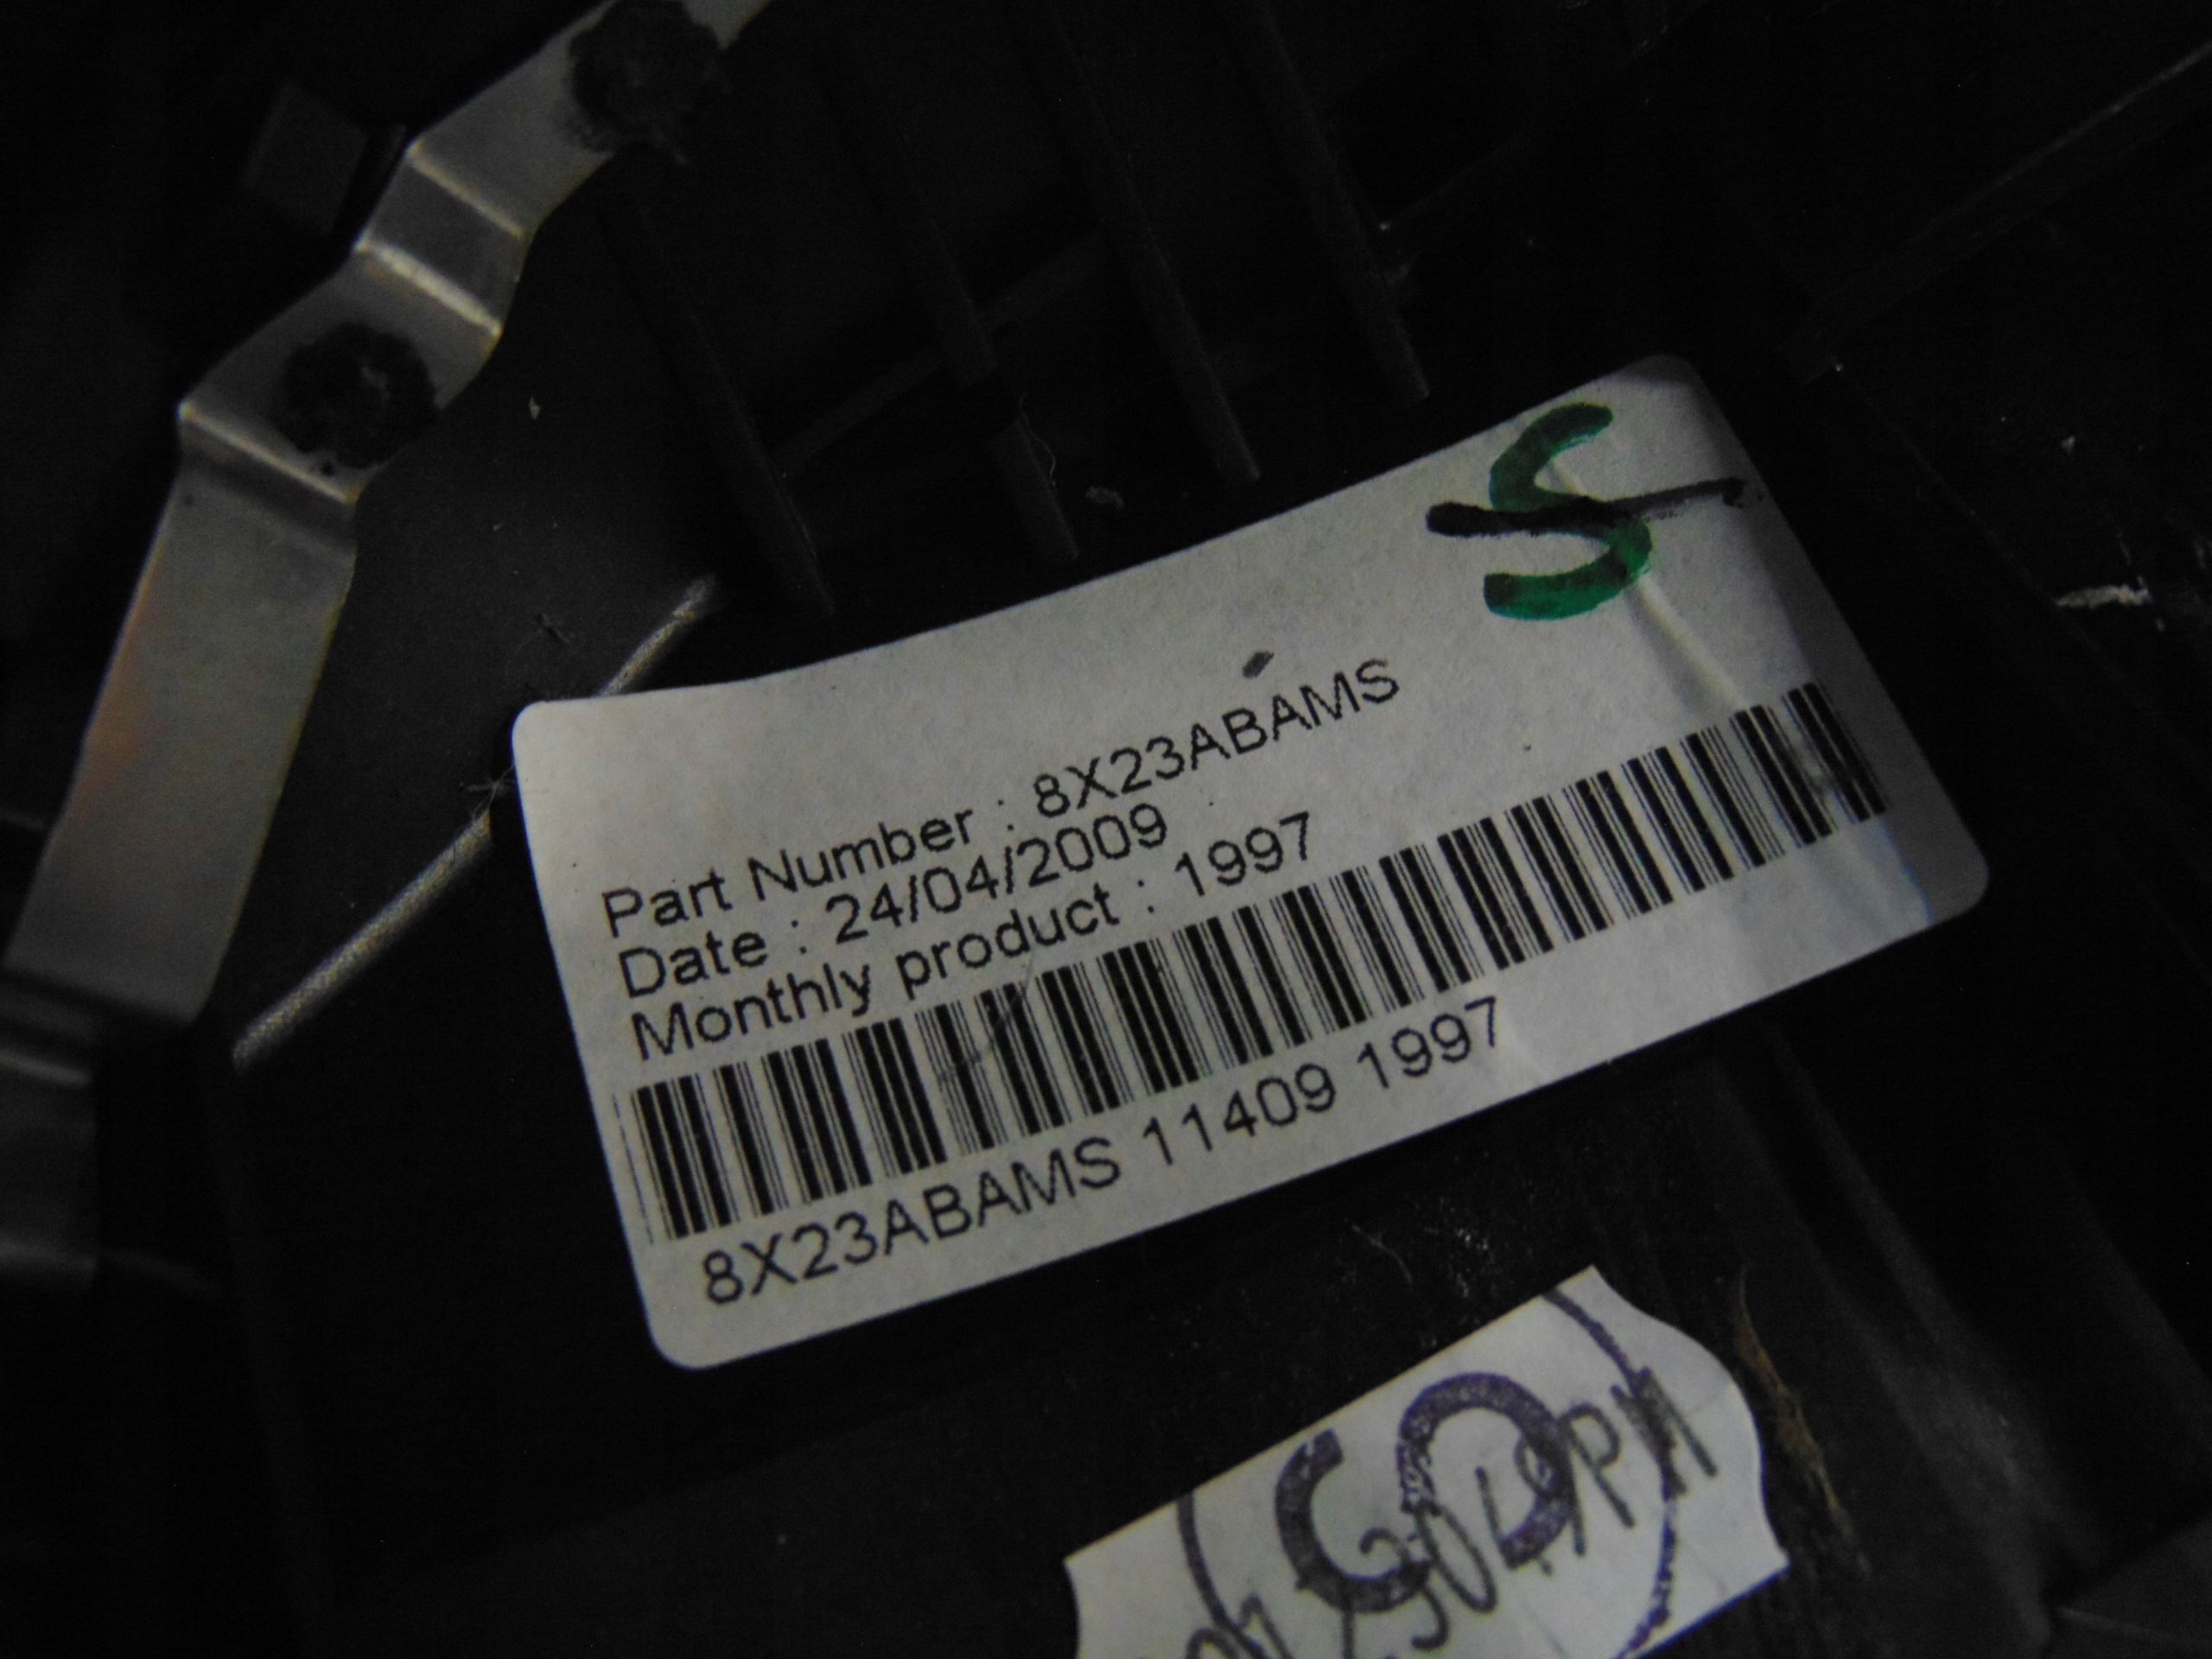 S
Part Number : 8X23ABAMS
Date : 24/04/2009
Monthly product : 1997
8X23ABAMS 11409 1997